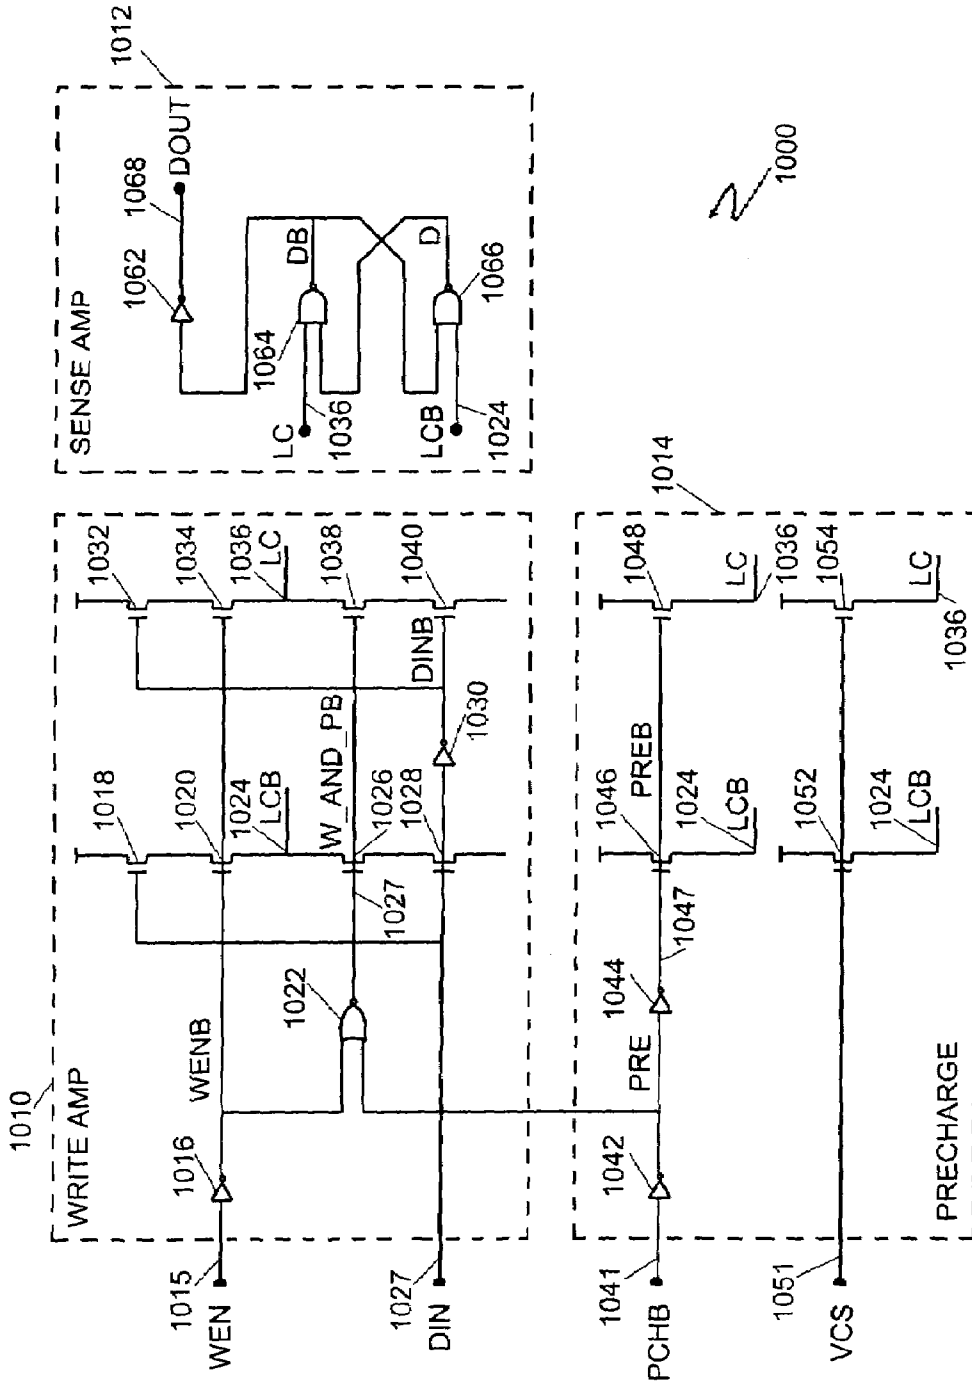 1010
WRITE AMP
1015
WEN
1016
WENB
1018
1020
1024
LCB
1022
W_AND_PB
1027
1026
1028
1027
DIN
1030
DINB
1032
1034
1036
LC
1038
1040
SENSE AMP
1012
1062
1068
DOUT
1064
DB
LC
1036
D
1066
LCB
1024
1000
1014
1041
PCHB
1042
PRE
1044
1047
1046
PREB
1024
LCB
1048
LC
1036
1051
VCS
1052
1024
LCB
1054
LC
1036
PRECHARGE